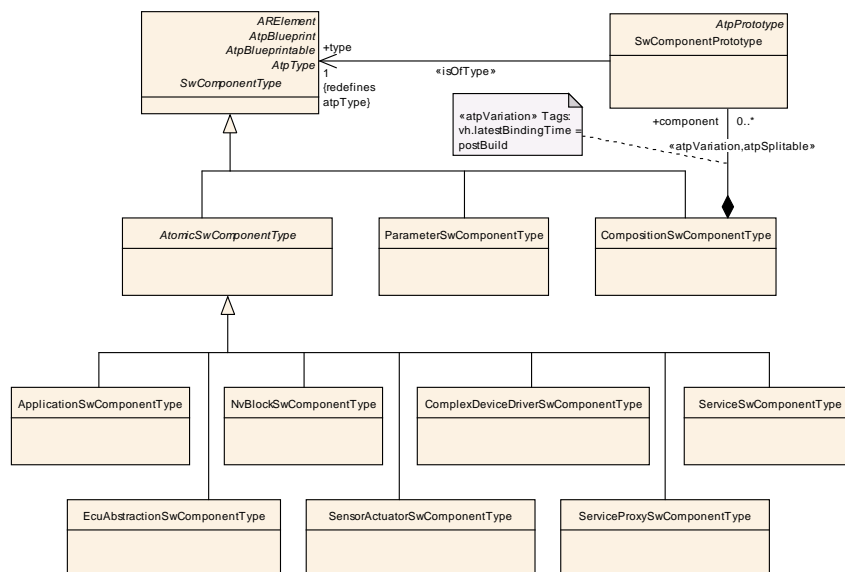 ARElement
AtpBlueprint
AtpBlueprintable
AtpType
SwComponentType
+type
1
{redefines
atpType}
«isOfType»
AtpPrototype
SwComponentPrototype
«atpVariation» Tags:
vh.latestBindingTime =
postBuild
+component
0..*
«atpVariation,atpSplitable»
AtomicSwComponentType
ParameterSwComponentType
CompositionSwComponentType
ApplicationSwComponentType
NvBlockSwComponentType
ComplexDeviceDriverSwComponentType
ServiceSwComponentType
EcuAbstractionSwComponentType
SensorActuatorSwComponentType
ServiceProxySwComponentType